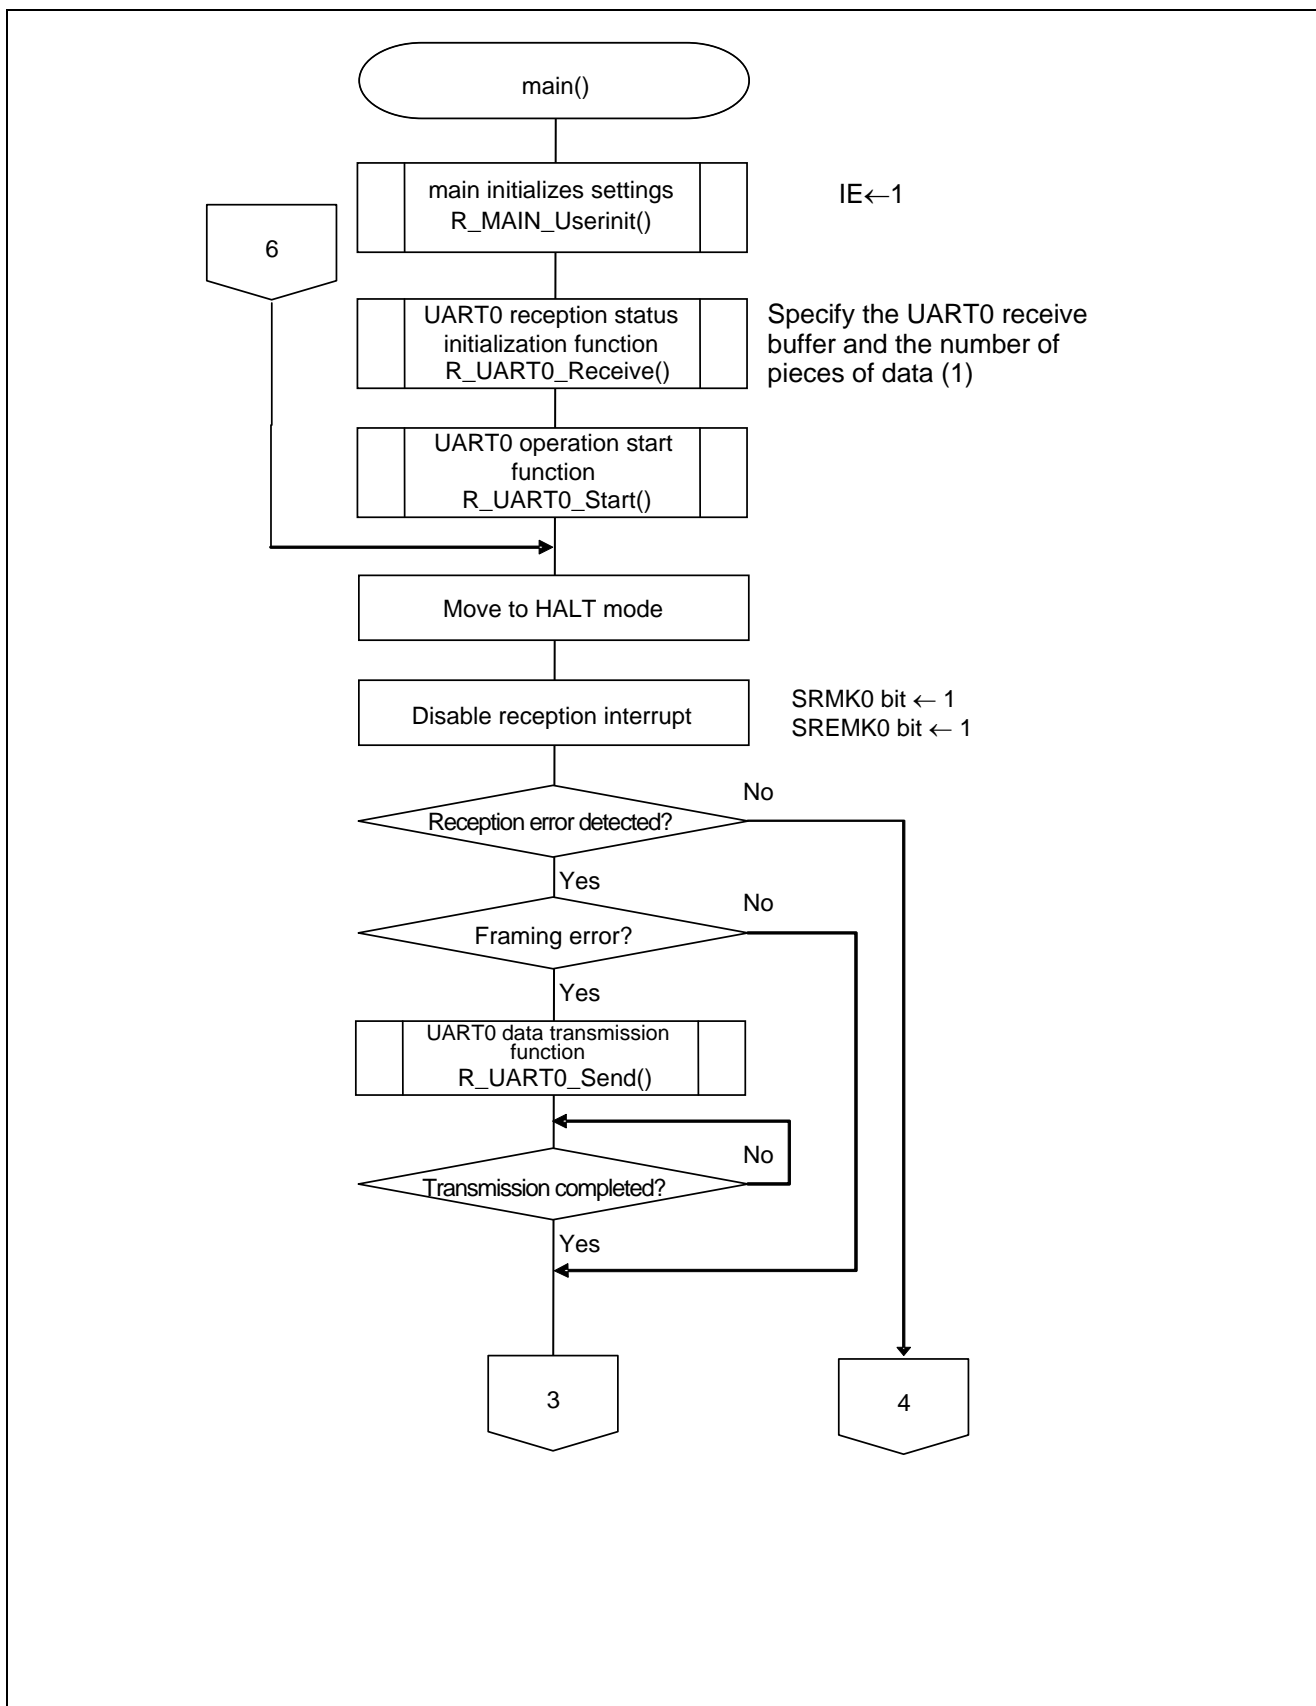 main()
main initializes settings
R_MAIN_Userinit()
IE←1
6
UART0 reception status
initialization function
R_UART0_Receive()
Specify the UART0 receive
buffer and the number of
pieces of data (1)
UART0 operation start
function
R_UART0_Start()
Move to HALT mode
Disable reception interrupt
SRMK0 bit ← 1
SREMK0 bit ← 1
No
Reception error detected?
Yes
No
Framing error?
Yes
UART0 data transmission
function
R_UART0_Send()
No
Transmission completed?
Yes
3
4